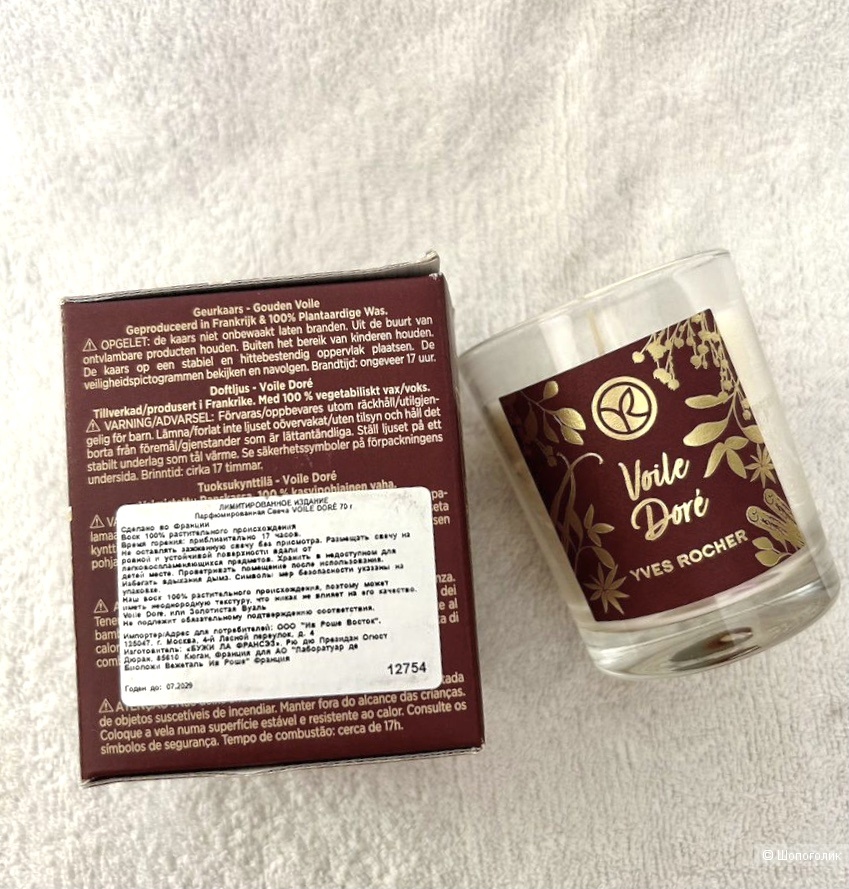 Geurkaars - Gouden Voile
Geproduceerd in Frankrijk & 100% Plantaardige Was.
⚠ OPGELET: de kaars niet onbewaakt laten branden. Uit de buurt van
ontvlambare producten houden. Buiten het bereik van kinderen houden.
De kaars op een stabiel en hittebestendig oppervlak plaatsen. De
veiligheidspictogrammen bekijken en navolgen. Brandtijd: ongeveer 17 uur.
Doftljus - Voile Doré
Tillverkad/produsert i Frankrike. Med 100 % vegetabiliskt vax/voks.
⚠ VARNING/ADVARSEL: Förvaras/oppbevares utom räckhåll/utilgjen-
gelig för barn. Lämna/forlat inte ljuset oövervakat/uten tilsyn och håll det
borta från föremål/gjenstander som är lättantändliga. Ställ ljuset på ett
stabilt underlag som tål värme. Se säkerhetssymboler på förpackningens
undersida. Brinntid: cirka 17 timmar.
Tuoksukynttilä - Voile Doré
100 % kasvipohjainen vaha.
ЛИМИТИРОВАННОЕ ИЗДАНИЕ
Парфюмированная Свеча VOILE DORÉ 70 г
Сделано во Франции
Воск 100% растительного происхождения
Время горения: приблизительно 17 часов.
Не оставлять зажженную свечу без присмотра. Размещать свечу на
ровной и устойчивой поверхности вдали от
легковоспламеняющихся предметов. Хранить в недоступном для
детей месте. Проветривать помещение после использования.
Избегать вдыхания дыма. Символы мер безопасности указаны на
упаковке.
Наш воск 100% растительного происхождения, поэтому может
иметь неоднородную текстуру, что никак не влияет на его качество.
Voile Dore, или Золотистая Вуаль
Не подлежит обязательному подтверждению соответствия.
Импортер/Адрес для потребителей: ООО "Ив Роше Восток",
125047, г. Москва, 4-й Лесной переулок, д. 4
Изготовитель: «БУЖИ ЛА ФРАНСЭЗ», Рю дю Президан Огюст
Дюран, 85610 Кюган, Франция для АО "Лаборатуар де
Биоложи Вежеталь Ив Роше" Франция
12754
Годен до: 07.2029
de objetos suscetíveis de incendiar. Manter fora do alcance das crianças.
Coloque a vela numa superfície estável e resistente ao calor. Consulte os
símbolos de segurança. Tempo de combustão: cerca de 17h.
Voile
Doré
YVES ROCHER
© Шопоголик